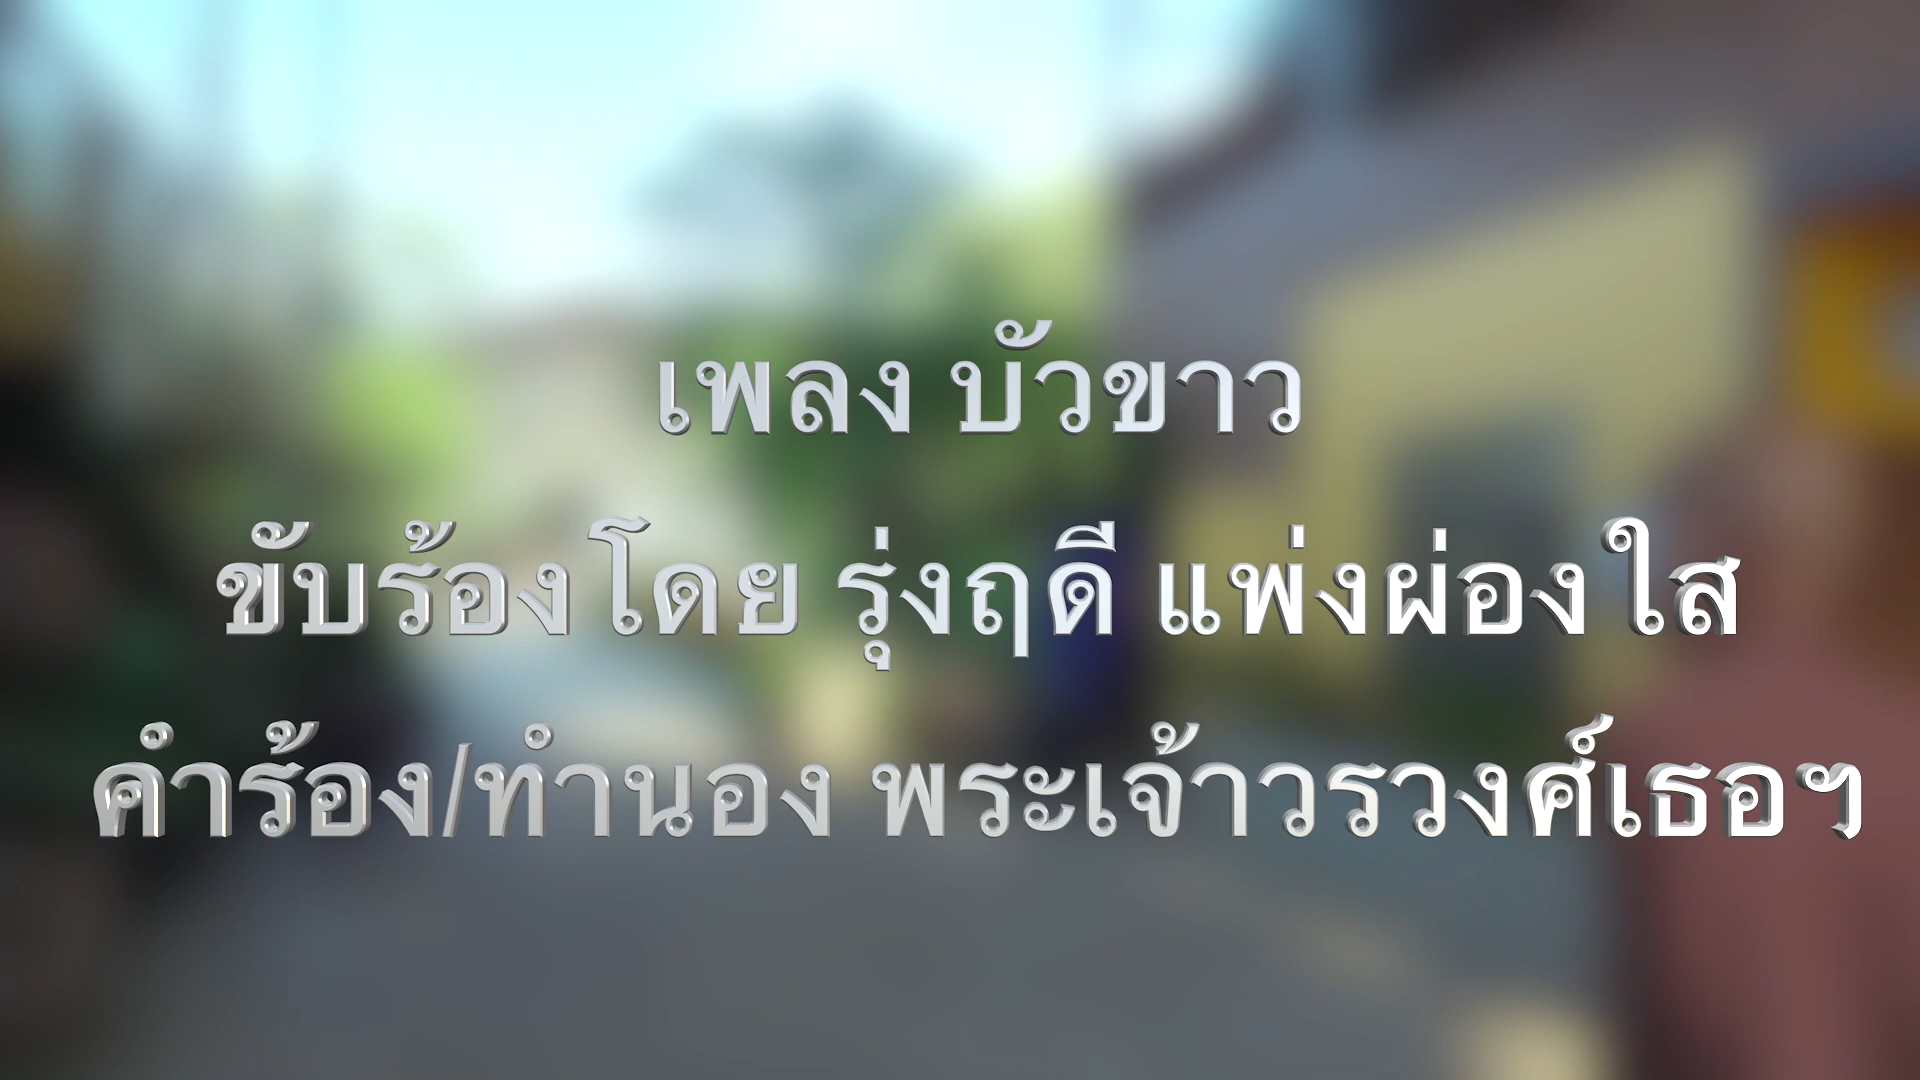 เพลง บัวขาว
ขับร้องโดย รุ่งฤดี แพ่งผ่องใส
คำร้อง/ทำนอง พระเจ้าวรวงศ์เธอฯ